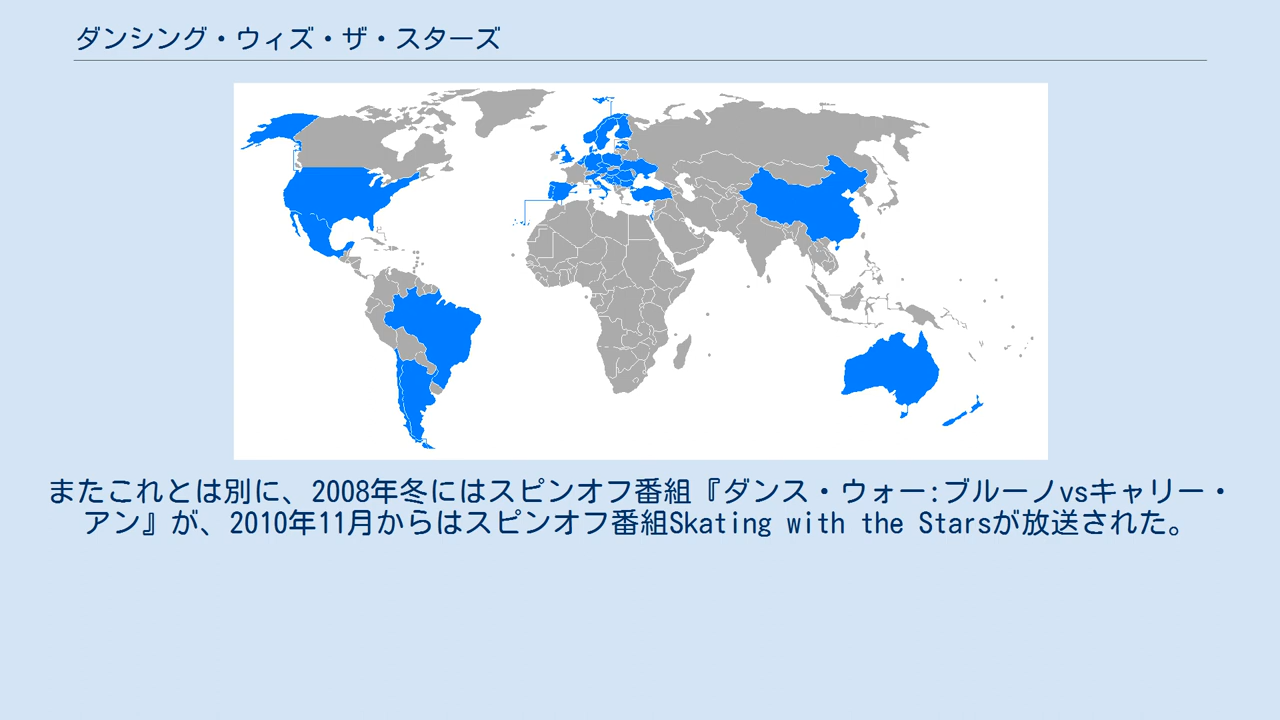 ダンシング・ウィズ・ザ・スターズ
またこれとは別に、2008年冬にはスピンオフ番組『ダンス・ウォー:ブルーノvsキャリー・
アン』が、2010年11月からはスピンオフ番組Skating with the Starsが放送された。